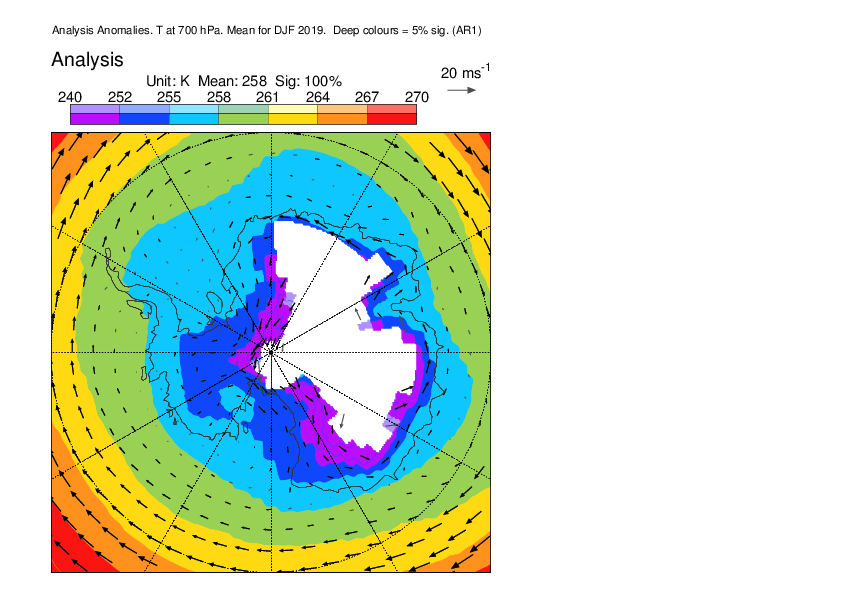 Analysis Anomalies. T at 700 hPa. Mean for DJF 2019.  Deep colours = 5% sig. (AR1)
Analysis
20 ms-1
Unit: K  Mean: 258  Sig: 100%
240 252 255 258 261 264 267 270